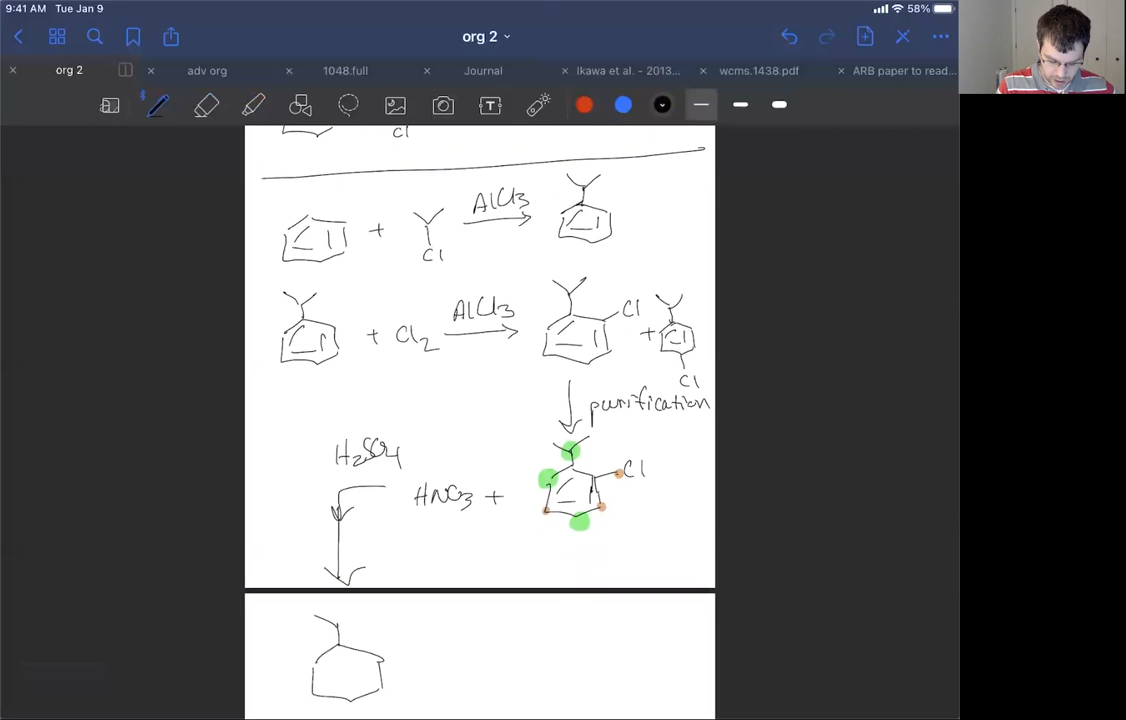 9:41 AM Tue Jan 9
58%
org 2
org 2
adv org
1048.full
Journal
Ikawa et al. - 2013...
wcms.1438.pdf
ARB paper to read...
T
Cl
+
Cl
AlCl3
+ Cl2
AlCl3
Cl
+
Cl
purification
H2SO4
HNO3 +
Cl